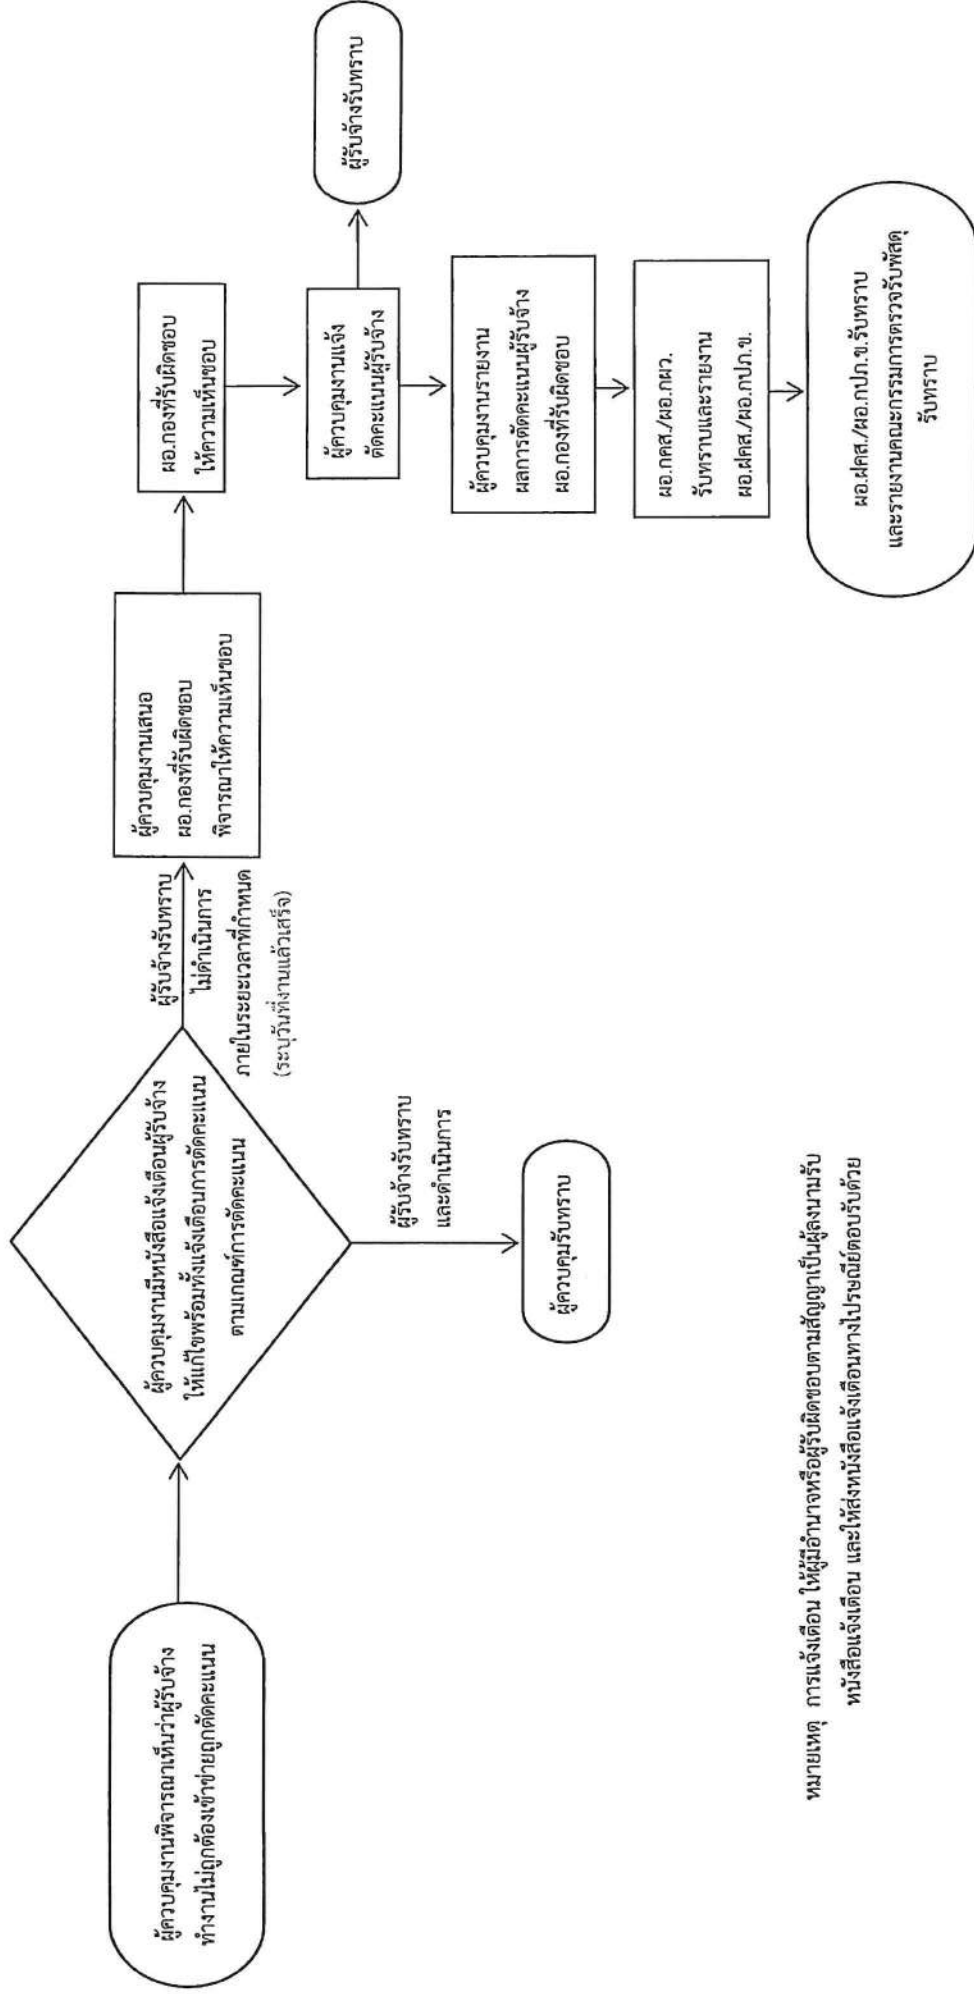 ผู้ควบคุมงานพิจารณาเห็นว่าผู้รับจ้าง
ทำงานไม่ถูกต้องเข้าข่ายถูกตัดคะแนน
ผู้ควบคุมงานมีหนังสือแจ้งเตือนผู้รับจ้าง
ให้แก้ไขพร้อมทั้งแจ้งเตือนการตัดคะแนน
ตามเกณฑ์การตัดคะแนน
ผู้รับจ้างรับทราบ
ไม่ดำเนินการ
ภายในระยะเวลาที่กำหนด
(ระบุวันที่งานแล้วเสร็จ)
ผู้รับจ้างรับทราบ
และดำเนินการ
ผู้ควบคุมรับทราบ
ผู้ควบคุมงานเสนอ
ผอ.กองที่รับผิดชอบ
พิจารณาให้ความเห็นชอบ
ผอ.กองที่รับผิดชอบ
ให้ความเห็นชอบ
ผู้ควบคุมงานแจ้ง
ตัดคะแนนผู้รับจ้าง
ผู้รับจ้างรับทราบ
ผู้ควบคุมงานรายงาน
ผลการตัดคะแนนผู้รับจ้าง
ผอ.กองที่รับผิดชอบ
ผอ.กคส./ผอ.กผว.
รับทราบและรายงาน
ผอ.ฝคส./ผอ.กปภ.ข.
ผอ.ฝคส./ผอ.กปภ.ข.รับทราบ
และรายงานคณะกรรมการตรวจรับพัสดุ
รับทราบ
หมายเหตุ การแจ้งเตือน ให้ผู้มีอำนาจหรือผู้รับผิดชอบตามสัญญาเป็นผู้ลงนามรับ
หนังสือแจ้งเตือน และให้ส่งหนังสือแจ้งเตือนทางไปรษณีย์ตอบรับด้วย